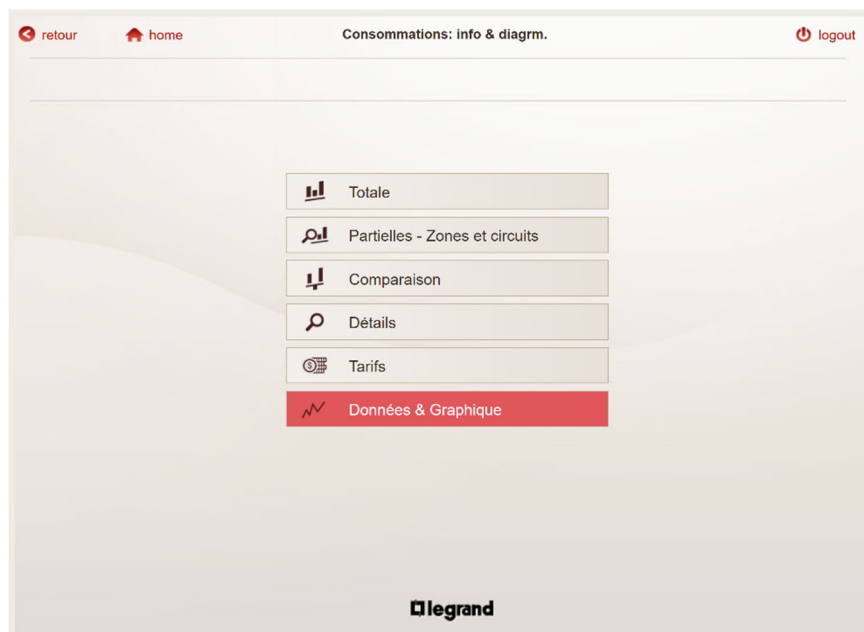 retour home Consommations: info & diagrm. logout
Totale
Partielles - Zones et circuits
Comparaison
Détails
Tarifs
Données & Graphique
legrand